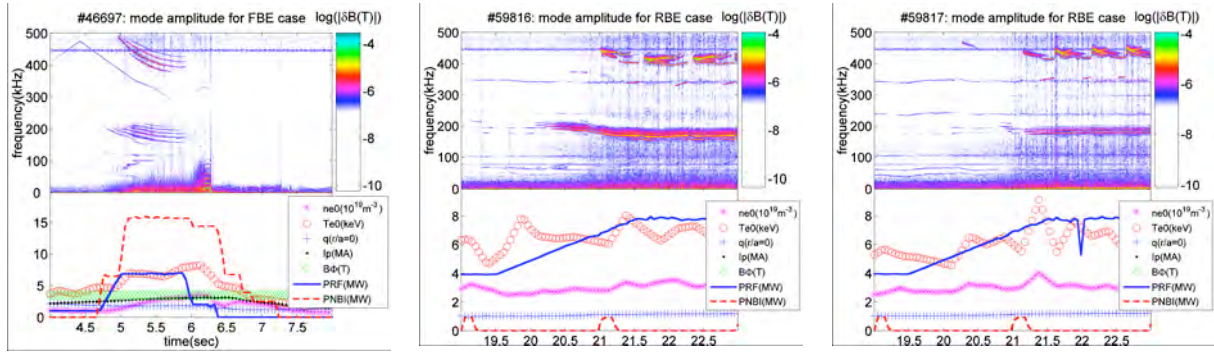 #46697: mode amplitude for FBE case log(|δB(T)|)
500
400
300
200
100
0
frequency(kHz)
-4
-6
-8
-10
20
15
10
5
0
ne0(10¹⁹m⁻³)
Te0(keV)
q(r/a=0)
Ip(MA)
BΦ(T)
PRF(MW)
PNBI(MW)
4.5 5 5.5 6 6.5 7 7.5
time(sec)
#59816: mode amplitude for RBE case log(|δB(T)|)
500
400
300
200
100
0
frequency(kHz)
-4
-6
-8
-10
8
6
4
2
0
ne0(10¹⁹m⁻³)
Te0(keV)
q(r/a=0)
Ip(MA)
BΦ(T)
PRF(MW)
PNBI(MW)
19.5 20 20.5 21 21.5 22 22.5
#59817: mode amplitude for RBE case log(|δB(T)|)
500
400
300
200
100
0
frequency(kHz)
-4
-6
-8
-10
8
6
4
2
0
ne0(10¹⁹m⁻³)
Te0(keV)
q(r/a=0)
Ip(MA)
BΦ(T)
PRF(MW)
PNBI(MW)
19.5 20 20.5 21 21.5 22 22.5